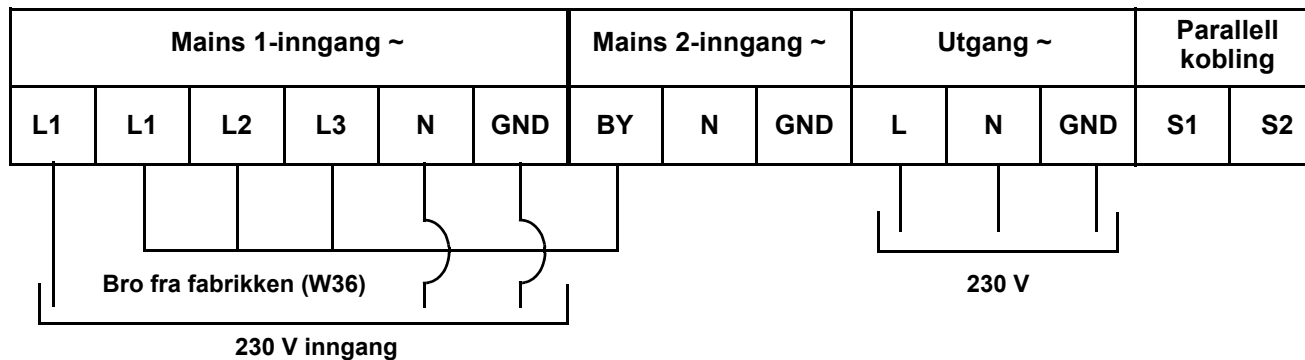 Mains 1-inngang ~ Mains 2-inngang ~ Utgang ~ Parallell
kobling
L1 L1 L2 L3 N GND BY N GND L N GND S1 S2
Bro fra fabrikken (W36) 230 V
230 V inngang